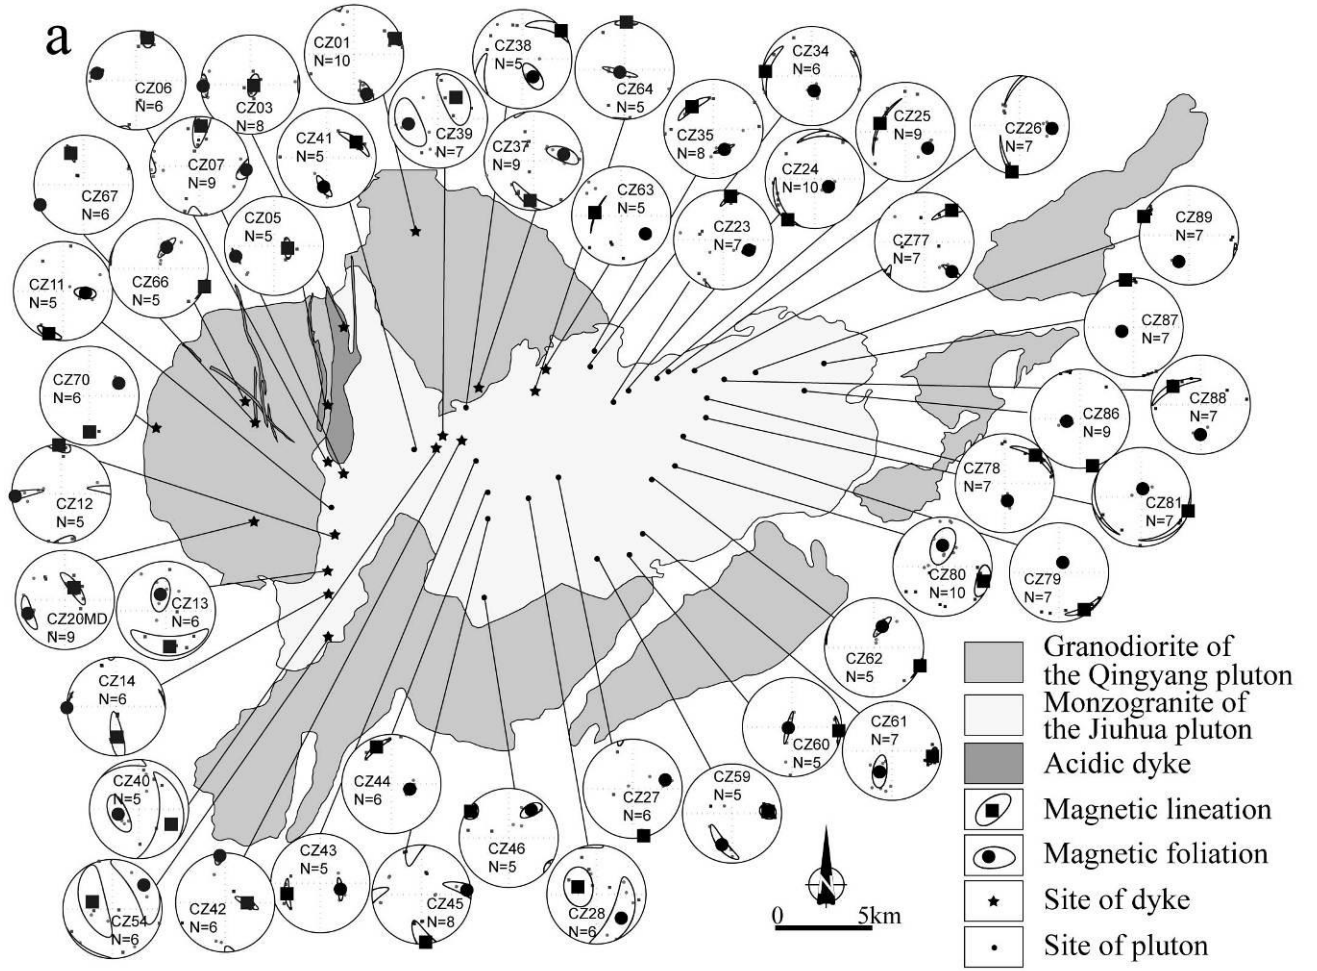 a
CZ06
N=6
CZ03
N=8
CZ01
N=10
CZ38
N=5
CZ64
N=5
CZ34
N=6
CZ39
N=7
CZ35
N=8
CZ25
N=9
CZ26
N=7
CZ67
N=6
CZ07
N=9
CZ41
N=5
CZ37
N=9
CZ24
N=10
CZ63
N=5
CZ23
N=7
CZ77
N=7
CZ89
N=7
CZ05
N=5
CZ66
N=5
CZ11
N=5
CZ87
N=7
CZ70
N=6
CZ88
N=7
CZ86
N=9
CZ12
N=5
CZ78
N=7
CZ81
N=7
CZ80
N=10
CZ79
N=7
CZ20MD
N=9
CZ13
N=6
CZ62
N=5
CZ14
N=6
CZ60
N=5
CZ61
N=7
CZ40
N=5
CZ44
N=6
CZ27
N=6
CZ59
N=5
CZ46
N=5
CZ54
N=6
CZ42
N=6
CZ43
N=5
CZ45
N=8
CZ28
N=6
N
0 5km
Granodiorite of
the Qingyang pluton
Monzogranite of
the Jiuhua pluton
Acidic dyke
Magnetic lineation
Magnetic foliation
Site of dyke
Site of pluton